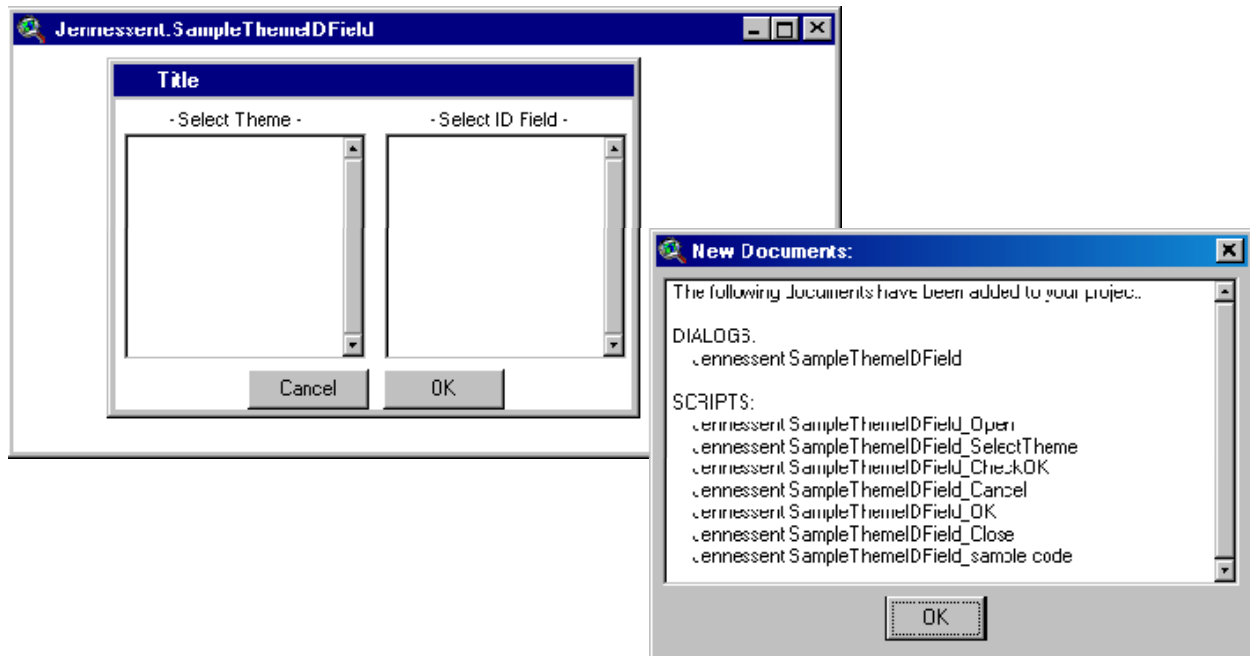 Jennessent.SampleThemeIDField
Title
- Select Theme -
- Select ID Field -
Cancel
OK
New Documents:
The following documents have been added to your project:
DIALOGS:
Jennessent.SampleThemeIDField
SCRIPTS:
Jennessent.SampleThemeIDField_Open
Jennessent.SampleThemeIDField_SelectTheme
Jennessent.SampleThemeIDField_CheckOK
Jennessent.SampleThemeIDField_Cancel
Jennessent.SampleThemeIDField_OK
Jennessent.SampleThemeIDField_Close
Jennessent.SampleThemeIDField_sample code
OK